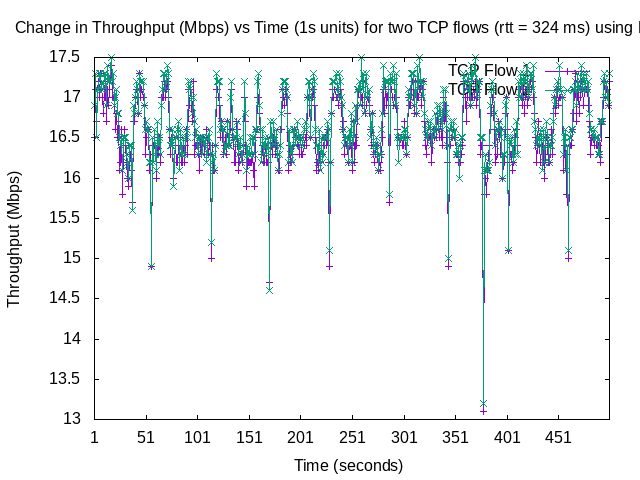 Change in Throughput (Mbps) vs Time (1s units) for two TCP flows (rtt = 324 ms) using
17.5
17
16.5
16
15.5
15
14.5
14
13.5
13
Throughput (Mbps)
TCP Flow
TCP Flow
1 51 101 151 201 251 301 351 401 451
Time (seconds)